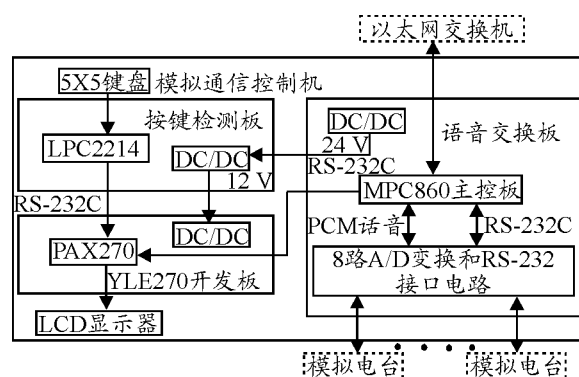 以太网交换机
5X5键盘
模拟通信控制机
按键检测板
LPC2214
DC/DC
12 V
DC/DC
24 V
语音交换板
RS-232C
MPC860主控板
RS-232C
PCM话音
RS-232C
DC/DC
PAX270
YLE270开发板
8路A/D变换和RS-232
接口电路
LCD显示器
模拟电台
模拟电台